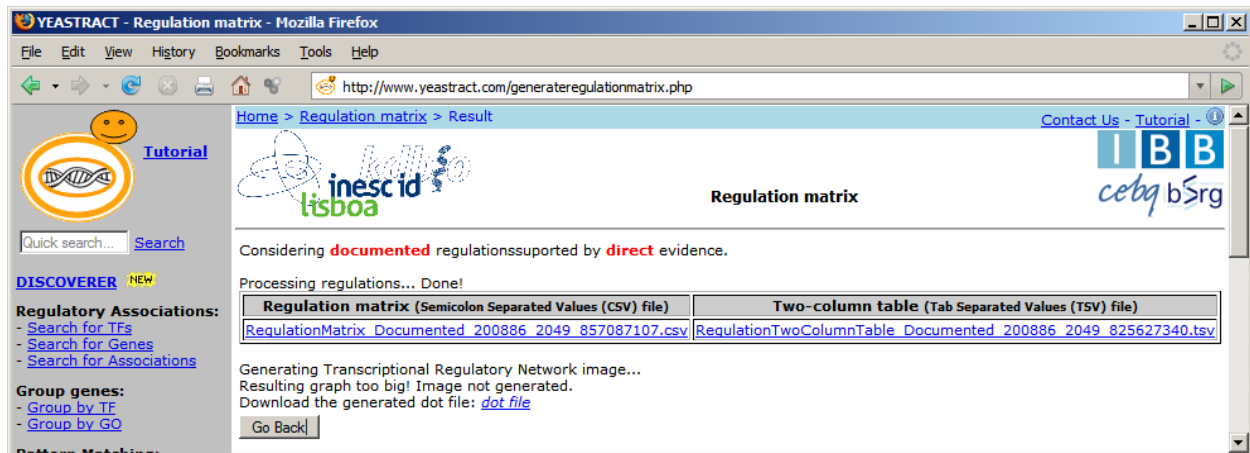 YEASTRACT - Regulation matrix - Mozilla Firefox
File Edit View History Bookmarks Tools Help
http://www.yeastract.com/generateregulationmatrix.php
Home > Regulation matrix > Result
Contact Us - Tutorial -
Tutorial
kdbio
inesc id
lisboa
Regulation matrix
IBB
cebq bsrg
Quick search... Search
Considering documented regulationssuported by direct evidence.
DISCOVERER NEW
Processing regulations... Done!
Regulation matrix (Semicolon Separated Values (CSV) file) Two-column table (Tab Separated Values (TSV) file)
RegulationMatrix_Documented_200886_2049_857087107.csv RegulationTwoColumnTable_Documented_200886_2049_825627340.tsv
Regulatory Associations:
- Search for TFs
- Search for Genes
- Search for Associations
Generating Transcriptional Regulatory Network image...
Resulting graph too big! Image not generated.
Download the generated dot file: dot file
Go Back
Group genes:
- Group by TF
- Group by GO
Pattern Matching: